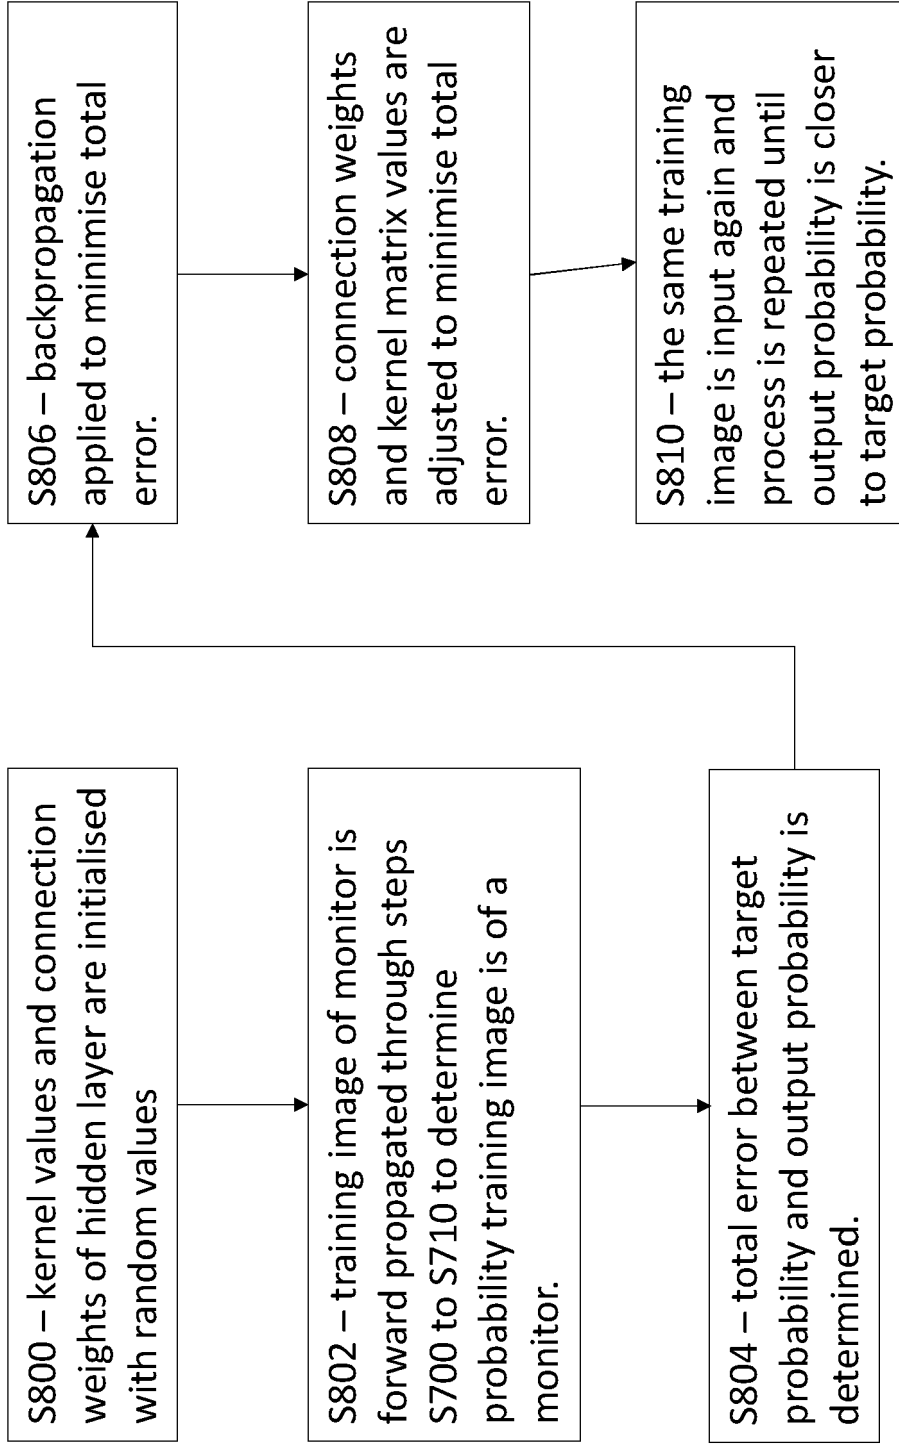 S800 – kernel values and connection
weights of hidden layer are initialised
with random values
S802 – training image of monitor is
forward propagated through steps
S700 to S710 to determine
probability training image is of a
monitor.
S804 – total error between target
probability and output probability is
determined.
S806 – backpropagation
applied to minimise total
error.
S808 – connection weights
and kernel matrix values are
adjusted to minimise total
error.
S810 – the same training
image is input again and
process is repeated until
output probability is closer
to target probability.